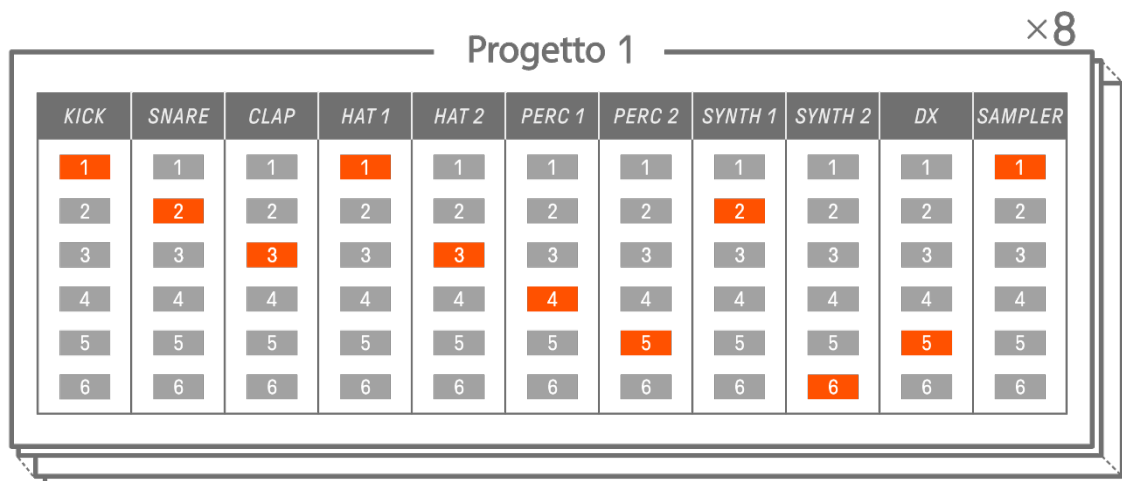 ×8
Progetto 1
KICK SNARE CLAP HAT 1 HAT 2 PERC 1 PERC 2 SYNTH 1 SYNTH 2 DX SAMPLER
1 1 1 1 1 1 1 1 1 1 1
2 2 2 2 2 2 2 2 2 2 2
3 3 3 3 3 3 3 3 3 3 3
4 4 4 4 4 4 4 4 4 4 4
5 5 5 5 5 5 5 5 5 5 5
6 6 6 6 6 6 6 6 6 6 6